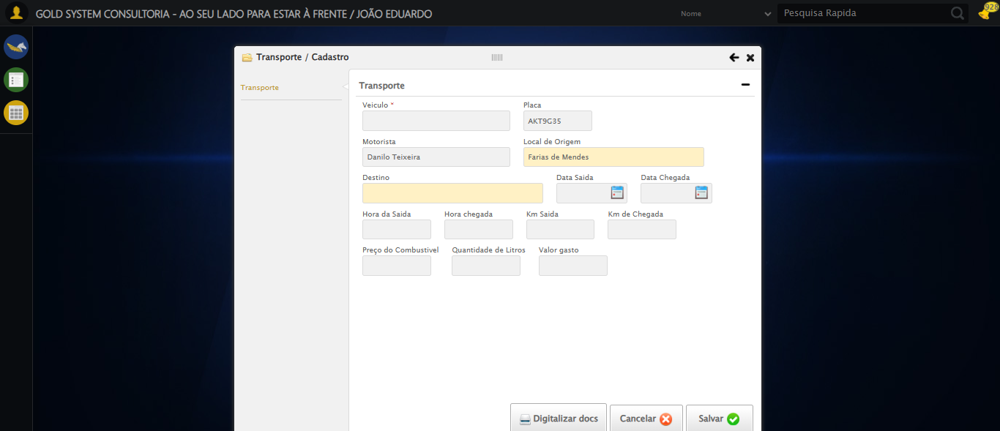 GOLD SYSTEM CONSULTORIA - AO SEU LADO PARA ESTAR À FRENTE / JOÃO EDUARDO
Nome
Pesquisa Rapida
928
Transporte / Cadastro
Transporte
Transporte
Veiculo *
Placa
AKT9G35
Motorista
Local de Origem
Danilo Teixeira
Farias de Mendes
Destino
Data Saida
Data Chegada
Hora da Saida
Hora chegada
Km Saida
Km de Chegada
Preço do Combustivel
Quantidade de Litros
Valor gasto
Digitalizar docs
Cancelar
Salvar